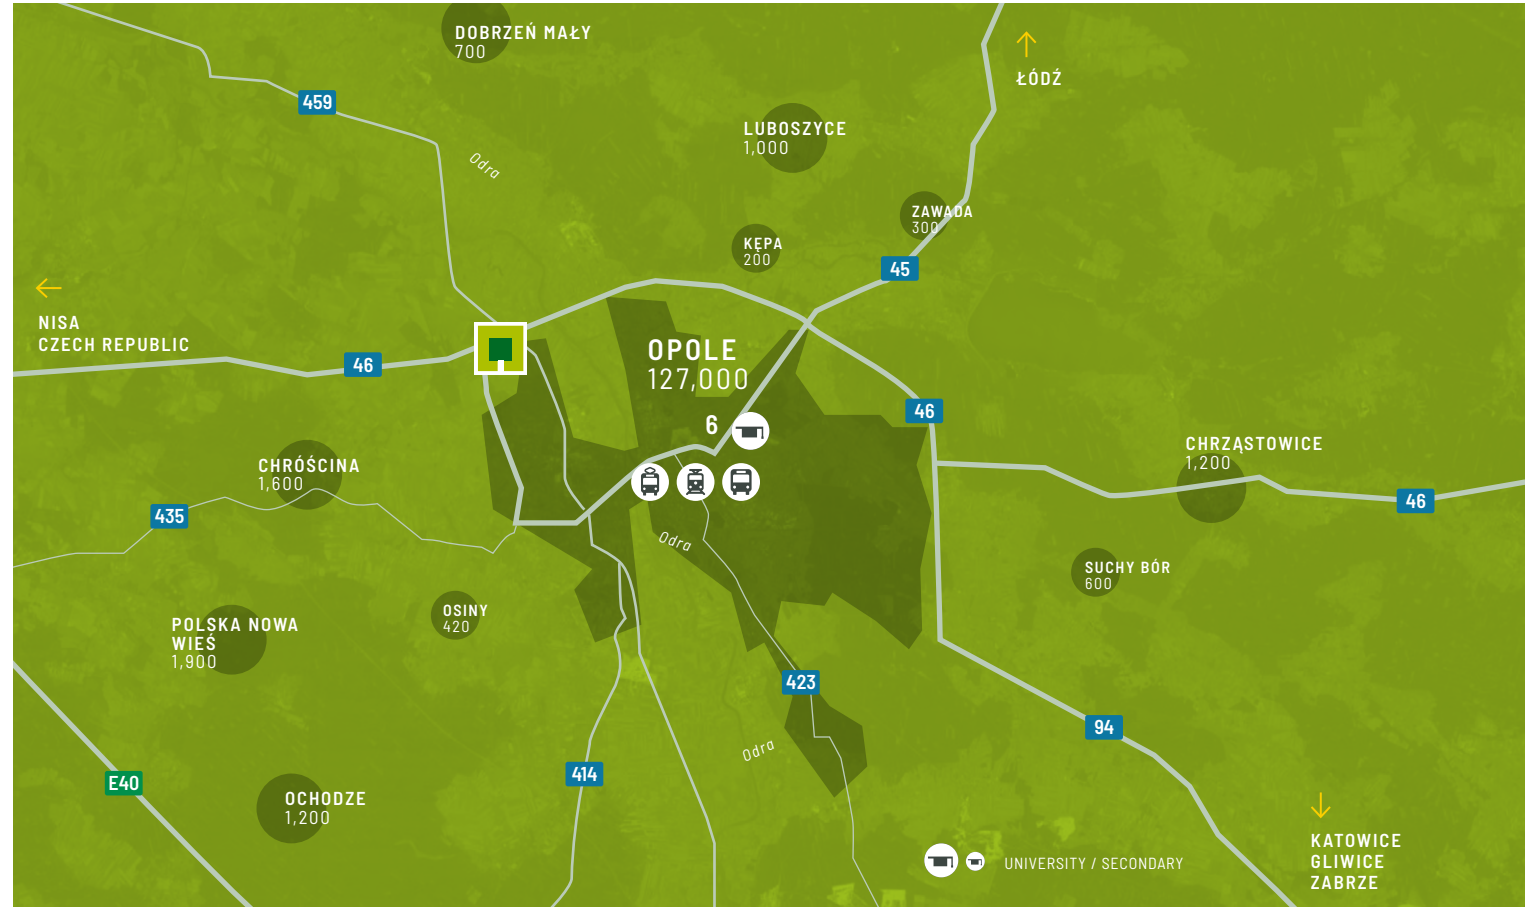 DOBRZEŃ MAŁY
700
ŁÓDŹ
459
LUBOSZYCE
1,000
Odra
ZAWADA
300
KĘPA
200
45
NISA
CZECH REPUBLIC
46
OPOLE
127,000
46
6
CHRÓŚCINA
1,600
CHRZĄSTOWICE
1,200
46
435
Odra
SUCHY BÓR
600
OSINY
420
POLSKA NOWA
WIEŚ
1,900
423
94
Odra
414
E40
OCHODZE
1,200
KATOWICE
GLIWICE
ZABRZE
UNIVERSITY / SECONDARY